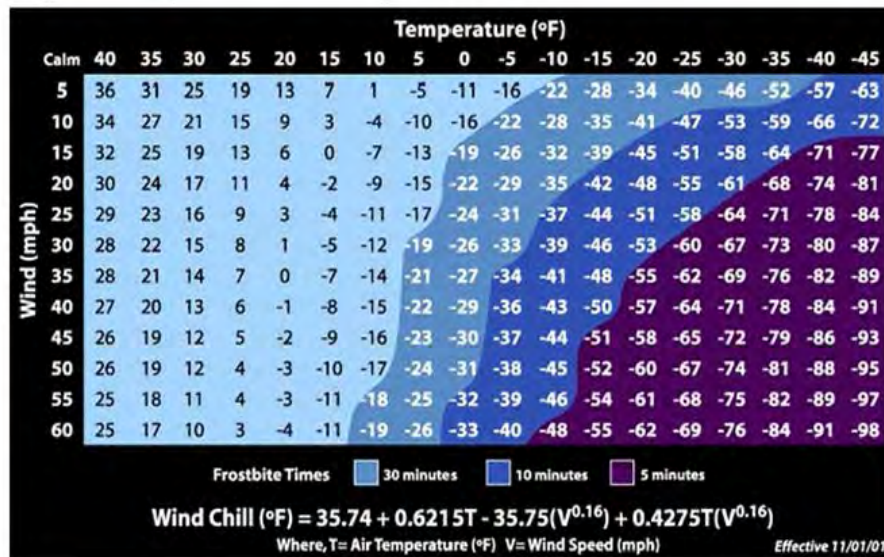 Temperature (ºF)
Calm 40 35 30 25 20 15 10 5 0 -5 -10 -15 -20 -25 -30 -35 -40 -45
Wind (mph)
5 36 31 25 19 13 7 1 -5 -11 -16 -22 -28 -34 -40 -46 -52 -57 -63
10 34 27 21 15 9 3 -4 -10 -16 -22 -28 -35 -41 -47 -53 -59 -66 -72
15 32 25 19 13 6 0 -7 -13 -19 -26 -32 -39 -45 -51 -58 -64 -71 -77
20 30 24 17 11 4 -2 -9 -15 -22 -29 -35 -42 -48 -55 -61 -68 -74 -81
25 29 23 16 9 3 -4 -11 -17 -24 -31 -37 -44 -51 -58 -64 -71 -78 -84
30 28 22 15 8 1 -5 -12 -19 -26 -33 -39 -46 -53 -60 -67 -73 -80 -87
35 28 21 14 7 0 -7 -14 -21 -27 -34 -41 -48 -55 -62 -69 -76 -82 -89
40 27 20 13 6 -1 -8 -15 -22 -29 -36 -43 -50 -57 -64 -71 -78 -84 -91
45 26 19 12 5 -2 -9 -16 -23 -30 -37 -44 -51 -58 -65 -72 -79 -86 -93
50 26 19 12 4 -3 -10 -17 -24 -31 -38 -45 -52 -60 -67 -74 -81 -88 -95
55 25 18 11 4 -3 -11 -18 -25 -32 -39 -46 -54 -61 -68 -75 -82 -89 -97
60 25 17 10 3 -4 -11 -19 -26 -33 -40 -48 -55 -62 -69 -76 -84 -91 -98
Frostbite Times 30 minutes 10 minutes 5 minutes
Wind Chill (ºF) = 35.74 + 0.6215T - 35.75(V^0.16) + 0.4275T(V^0.16)
Where, T= Air Temperature (ºF) V= Wind Speed (mph) Effective 11/01/01